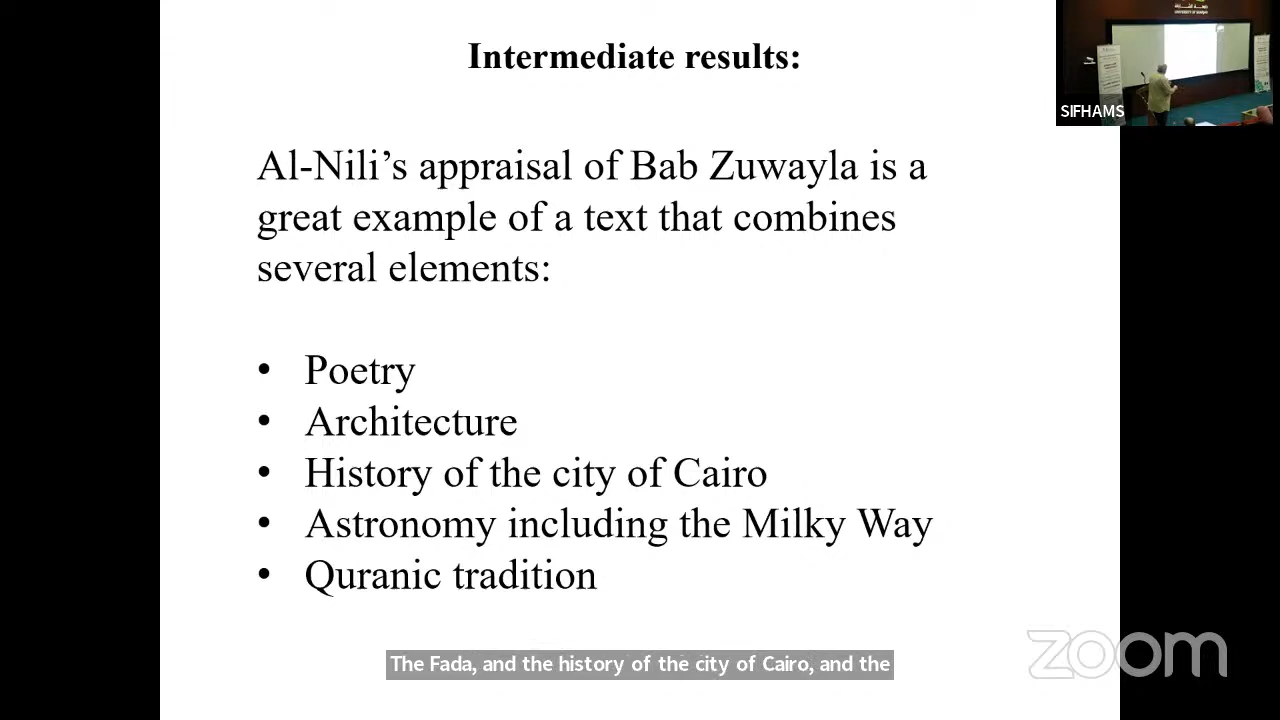 Intermediate results:
SIFHAMS
Al-Nili’s appraisal of Bab Zuwayla is a
great example of a text that combines
several elements:
• Poetry
• Architecture
• History of the city of Cairo
• Astronomy including the Milky Way
• Quranic tradition
The Fada, and the history of the city of Cairo, and the
zoom